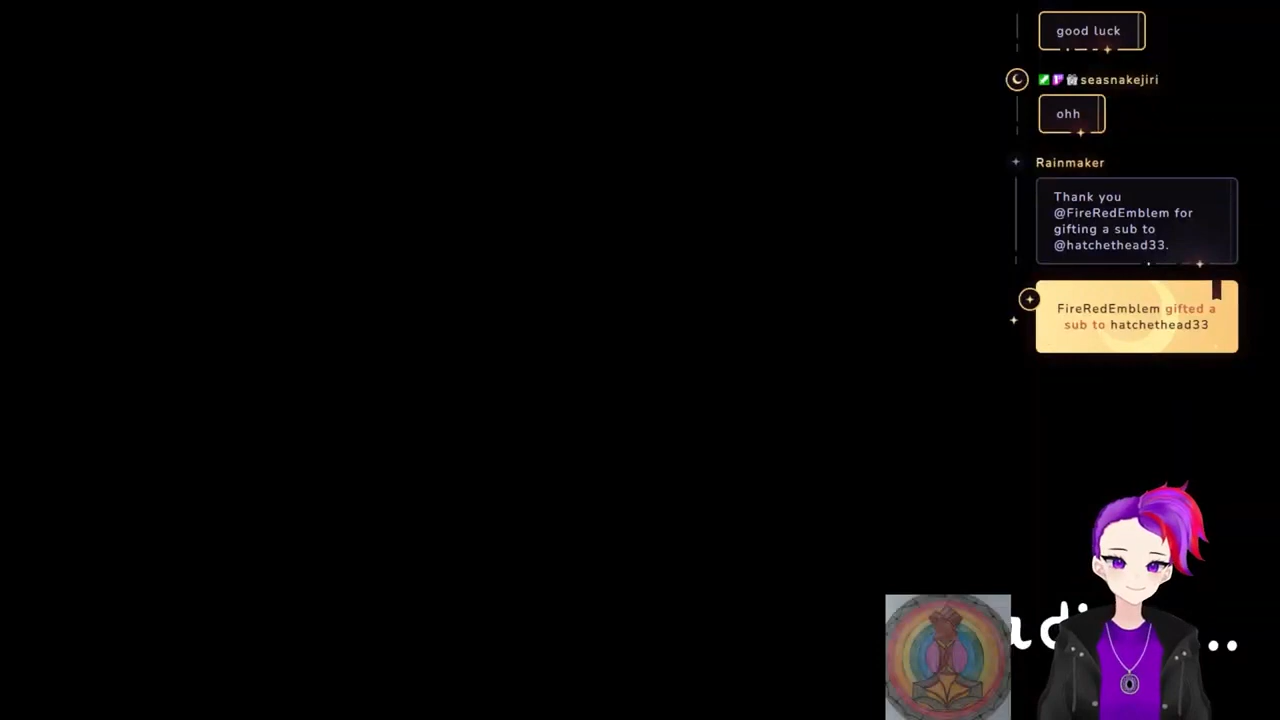 good luck
seasnakejiri
ohh
Rainmaker
Thank you
@FireRedEmblem for
gifting a sub to
@hatchethead33.
FireRedEmblem gifted a
sub to hatchethead33